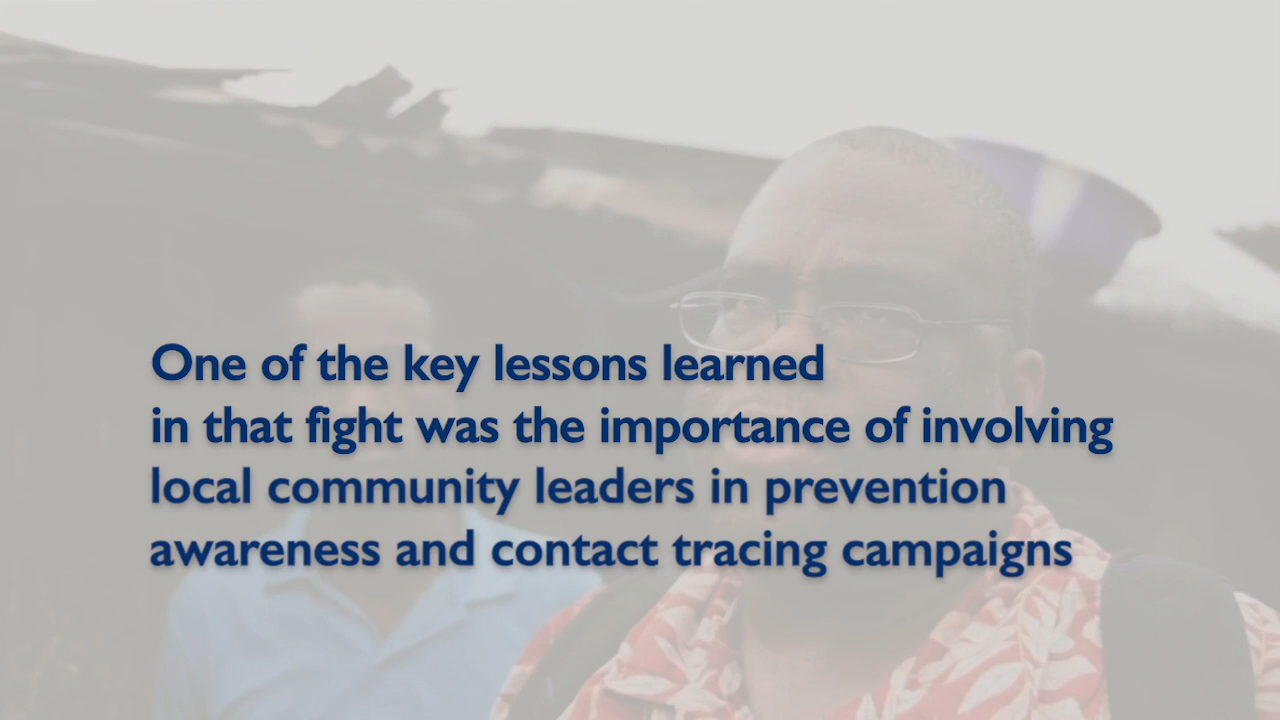 One of the key lessons learned
in that fight was the importance of involving
local community leaders in prevention
awareness and contact tracing campaigns